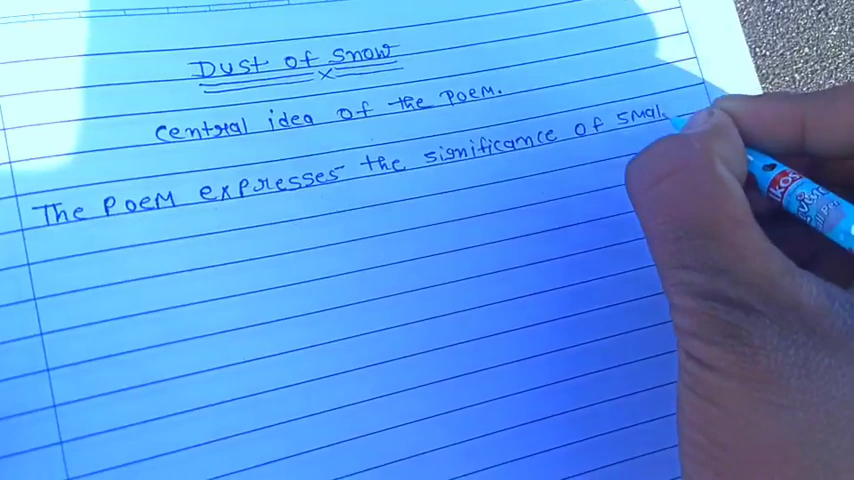 Dust of snow
x
central idea of the Poem.
The Poem expresses the significance of smal